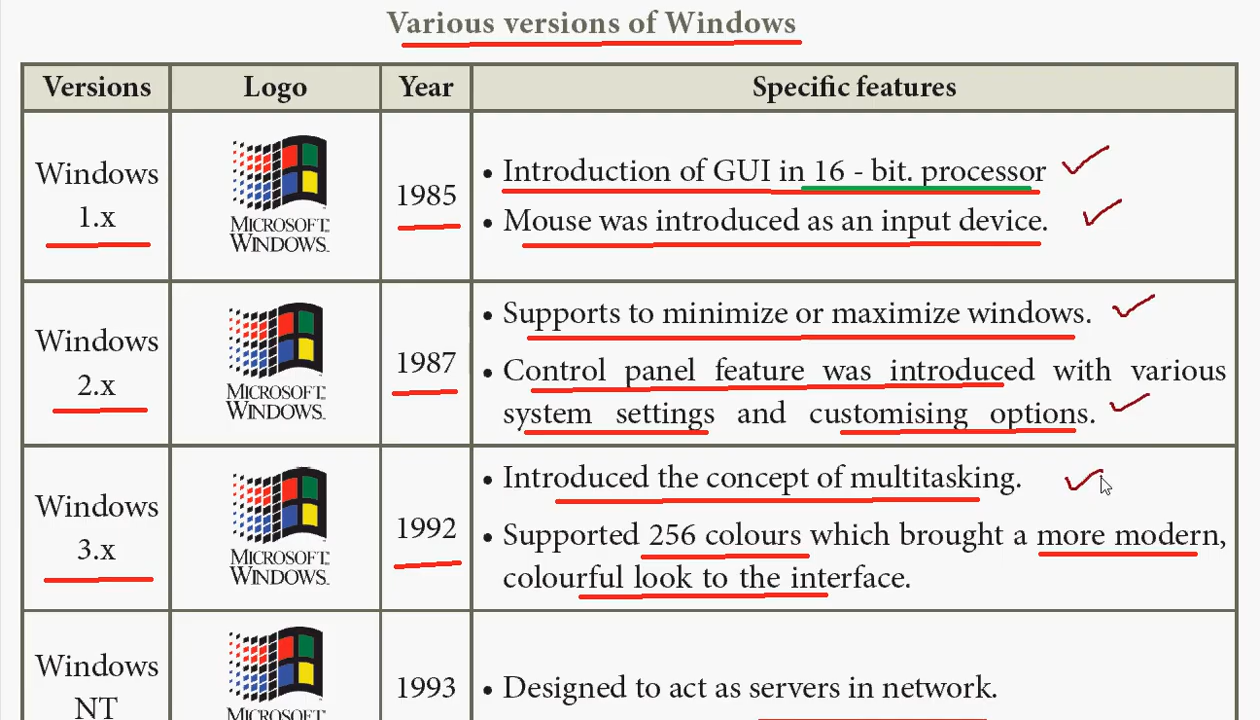 Various versions of Windows
Versions
Logo
Year
Specific features
Windows
1.x
MICROSOFT
WINDOWS.
1985
• Introduction of GUI in 16 - bit. processor
• Mouse was introduced as an input device.
Windows
2.x
MICROSOFT
WINDOWS.
1987
• Supports to minimize or maximize windows.
• Control panel feature was introduced with various
system settings and customising options.
Windows
3.x
MICROSOFT
WINDOWS.
1992
• Introduced the concept of multitasking.
• Supported 256 colours which brought a more modern,
colourful look to the interface.
Windows
NT
MICROSOFT
1993
• Designed to act as servers in network.